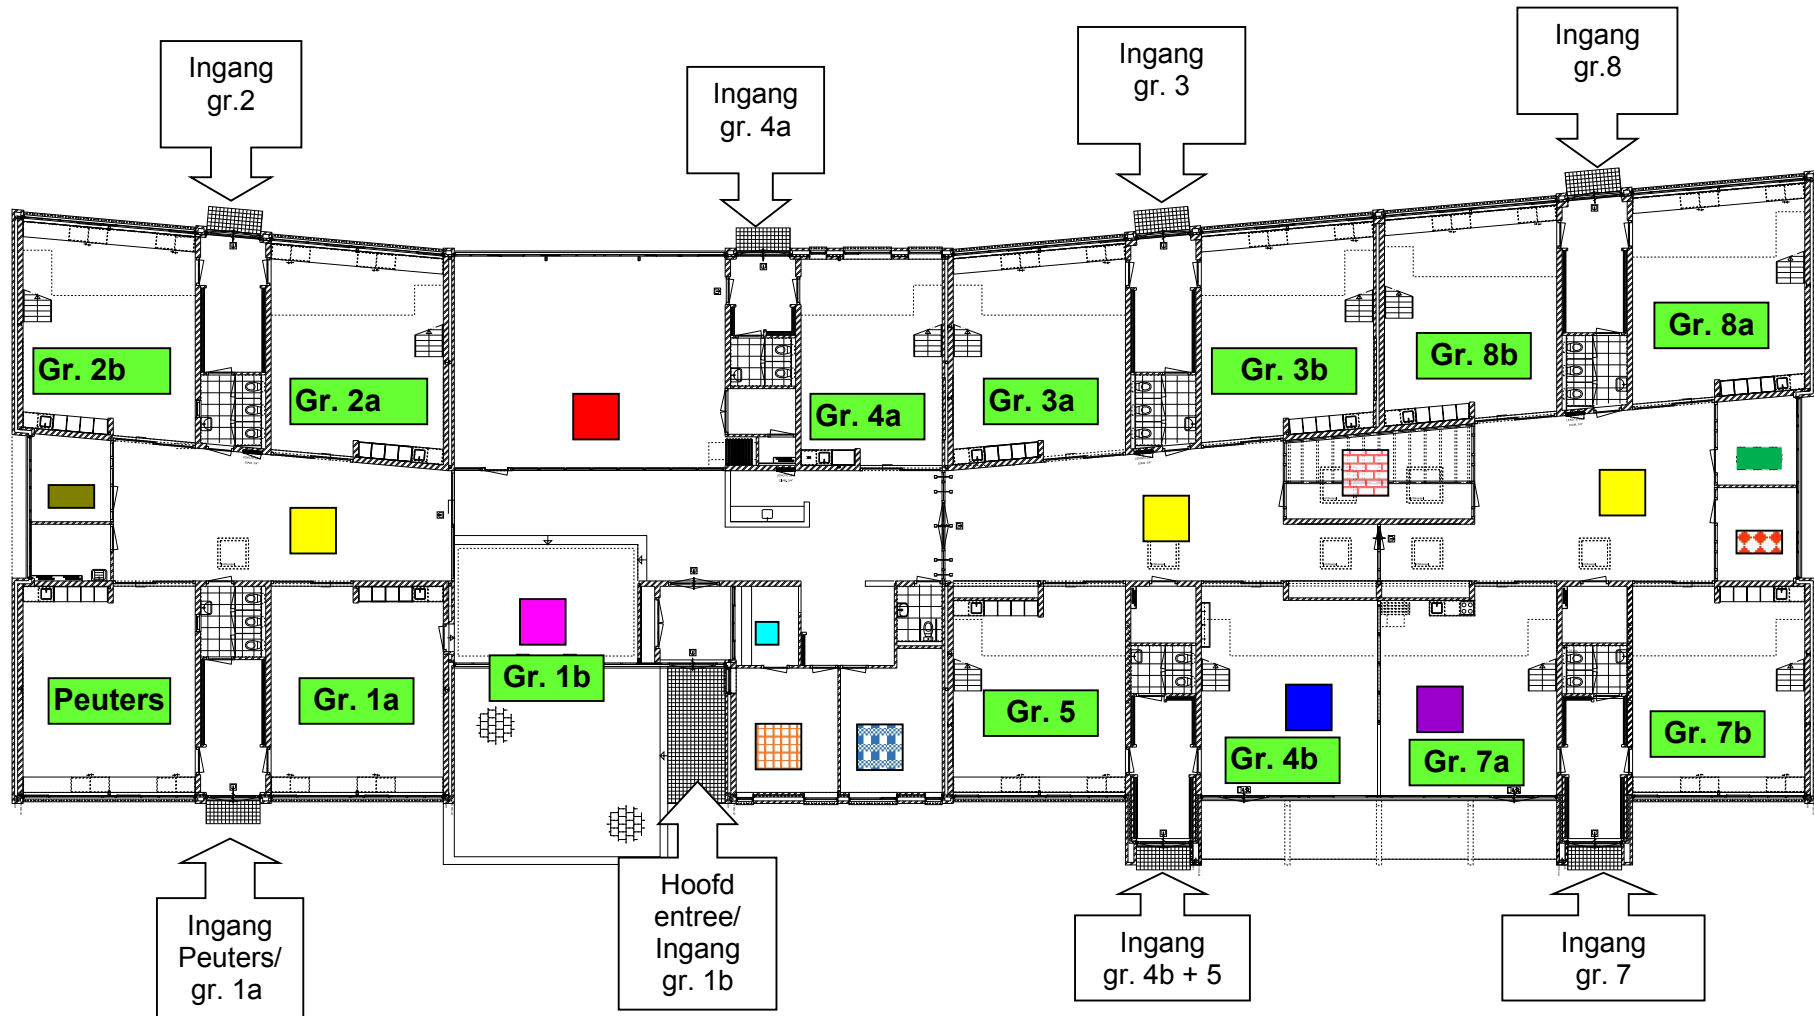 Ingang
gr.2
Ingang
gr. 4a
Ingang
gr. 3
Ingang
gr.8
Gr. 2b
Gr. 2a
Gr. 4a
Gr. 3a
Gr. 3b
Gr. 8b
Gr. 8a
Peuters
Gr. 1a
Gr. 1b
Gr. 5
Gr. 4b
Gr. 7a
Gr. 7b
Ingang
Peuters/
gr. 1a
Hoofd
entree/
Ingang
gr. 1b
Ingang
gr. 4b + 5
Ingang
gr. 7